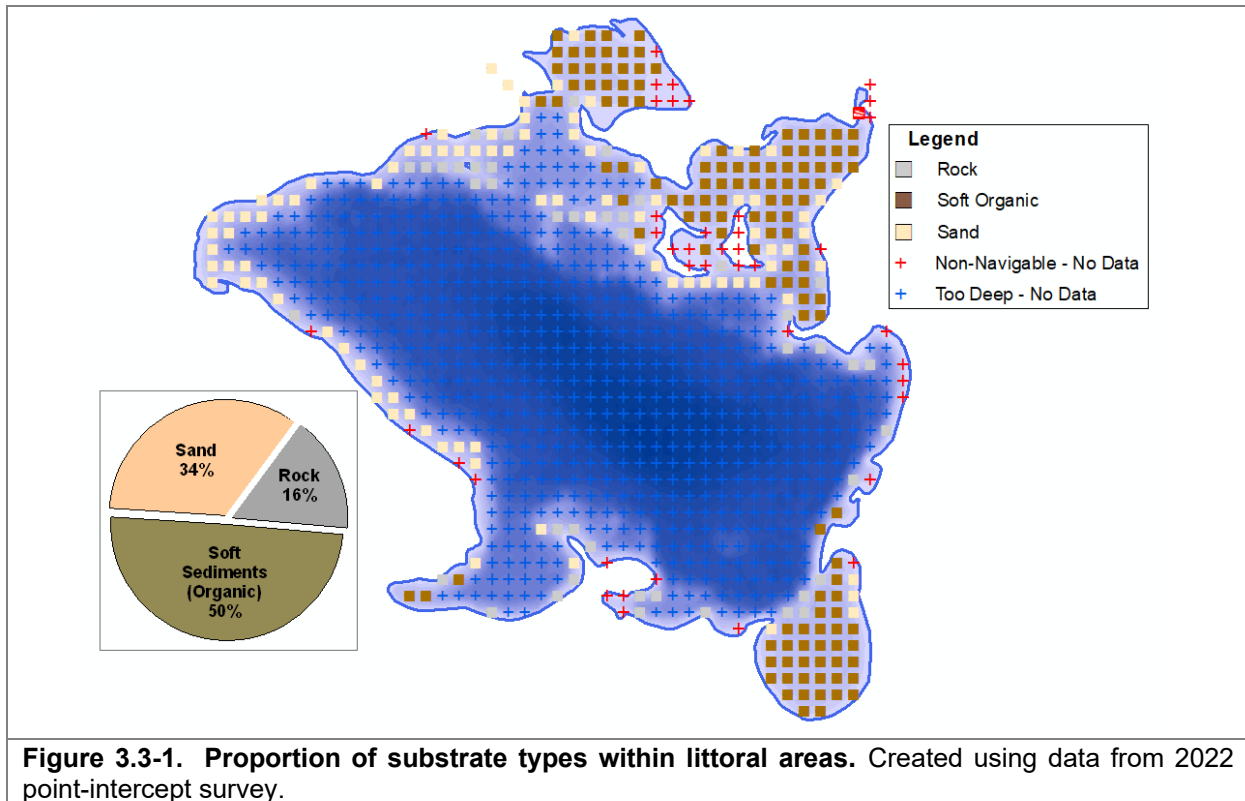 Legend
Rock
Soft Organic
Sand
Non-Navigable - No Data
Too Deep - No Data
Sand
34%
Rock
16%
Soft
Sediments
(Organic)
50%
Figure 3.3-1. Proportion of substrate types within littoral areas. Created using data from 2022
point-intercept survey.